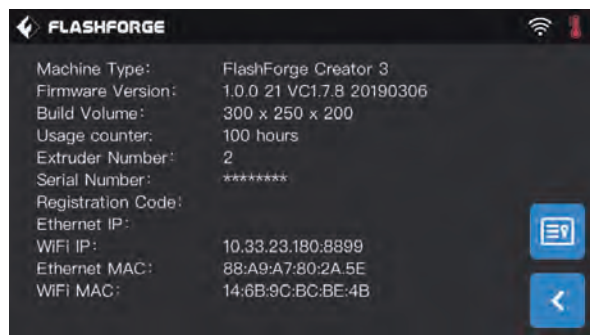 FLASHFORGE
Machine Type: FlashForge Creator 3
Firmware Version: 1.0.0 21 VC1.7.8 20190306
Build Volume: 300 x 250 x 200
Usage counter: 100 hours
Extruder Number: 2
Serial Number: ********
Registration Code:
Ethernet IP:
WiFi IP: 10.33.23.180:8899
Ethernet MAC: 88:A9:A7:80:2A.5E
WiFi MAC: 14:6B:9C:BC:BE:4B